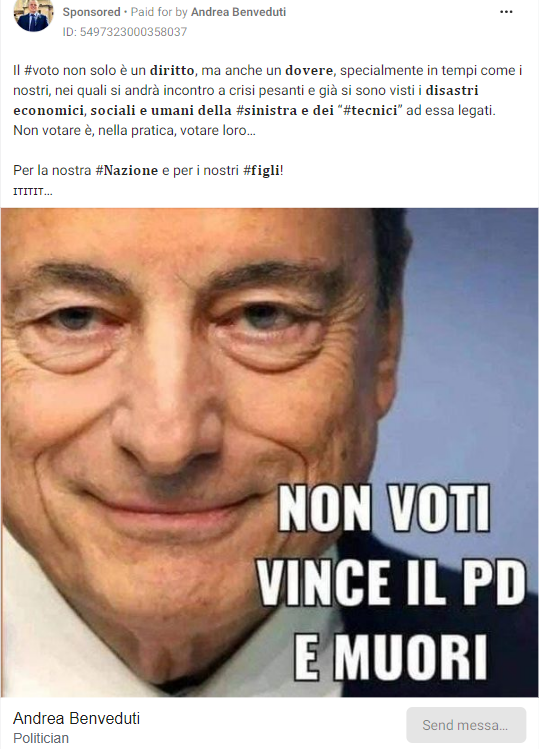 Sponsored • Paid for by Andrea Benveduti
ID: 5497323000358037
Il #voto non solo è un diritto, ma anche un dovere, specialmente in tempi come i
nostri, nei quali si andrà incontro a crisi pesanti e già si sono visti i disastri
economici, sociali e umani della #sinistra e dei “#tecnici” ad essa legati.
Non votare è, nella pratica, votare loro...
Per la nostra #Nazione e per i nostri #figli!
ɪᴛɪᴛɪᴛ...
NON VOTI
VINCE IL PD
E MUORI
Andrea Benveduti
Politician
Send messa...